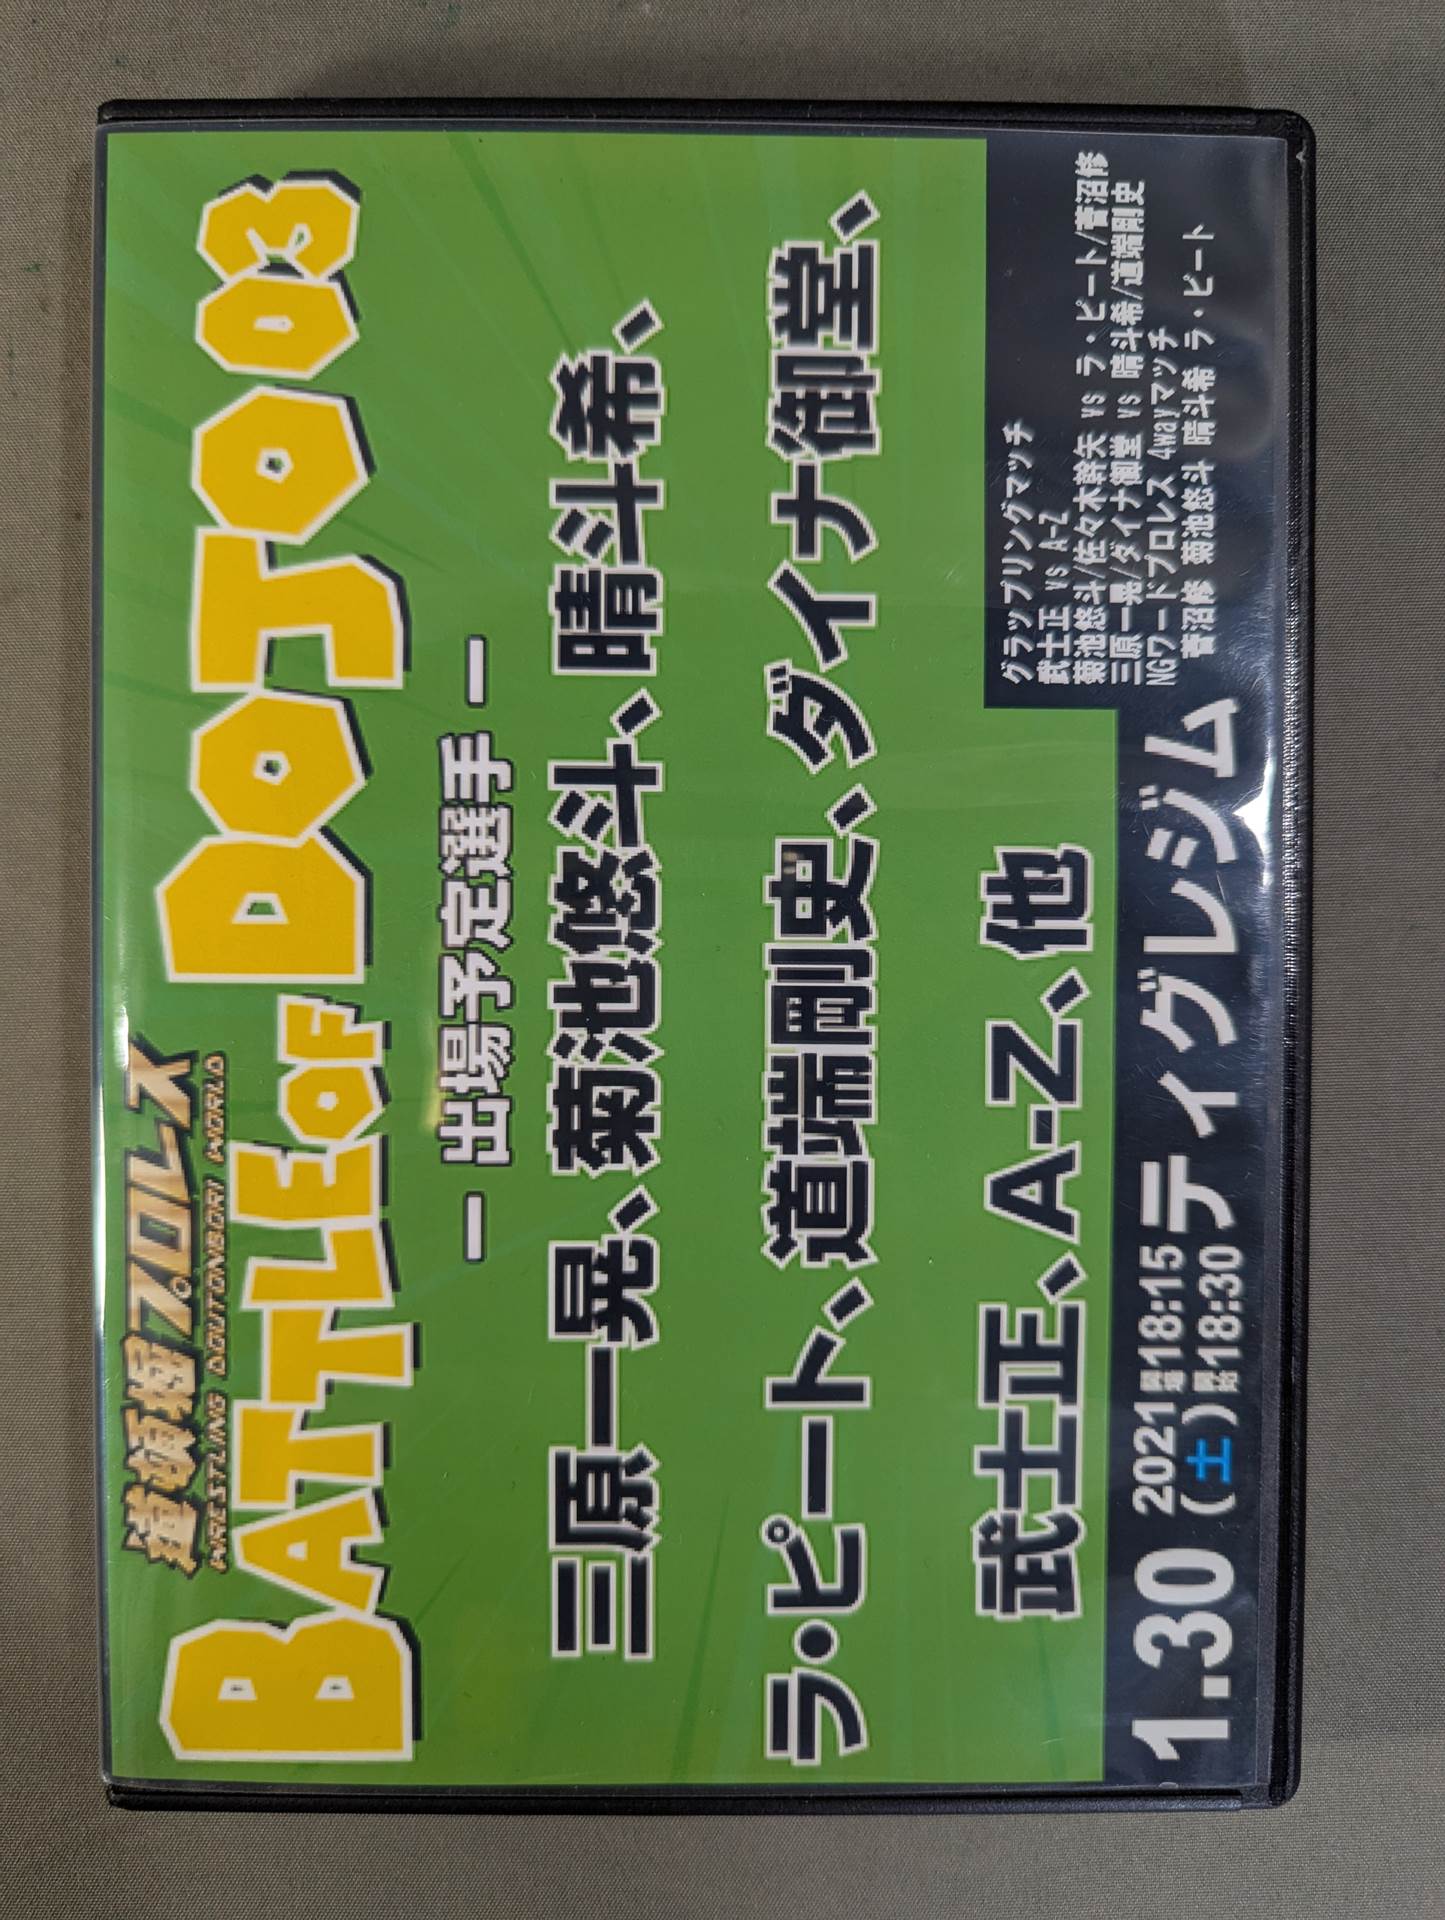 道頓堀プロレス
WRESTLING DOUTONBORI WORLD
BATTLE OF DOJO 03
― 出場予定選手 ―
三原一晃、菊池悠斗、晴斗希、
ラ・ピート、道端剛史、ダイナ御堂、
武士正、A-Z、他
グラップリングマッチ
武士正 vs A-Z
菊池悠斗/佐々木幹矢 vs ラ・ピート/菅沼修
三原一晃/ダイナ御堂 vs 晴斗希/道端剛史
NGワードプロレス 4wayマッチ
菅沼修 菊池悠斗 晴斗希 ラ・ピート
1.30 2021(土) 開場18:15 開始18:30 ティグレジム